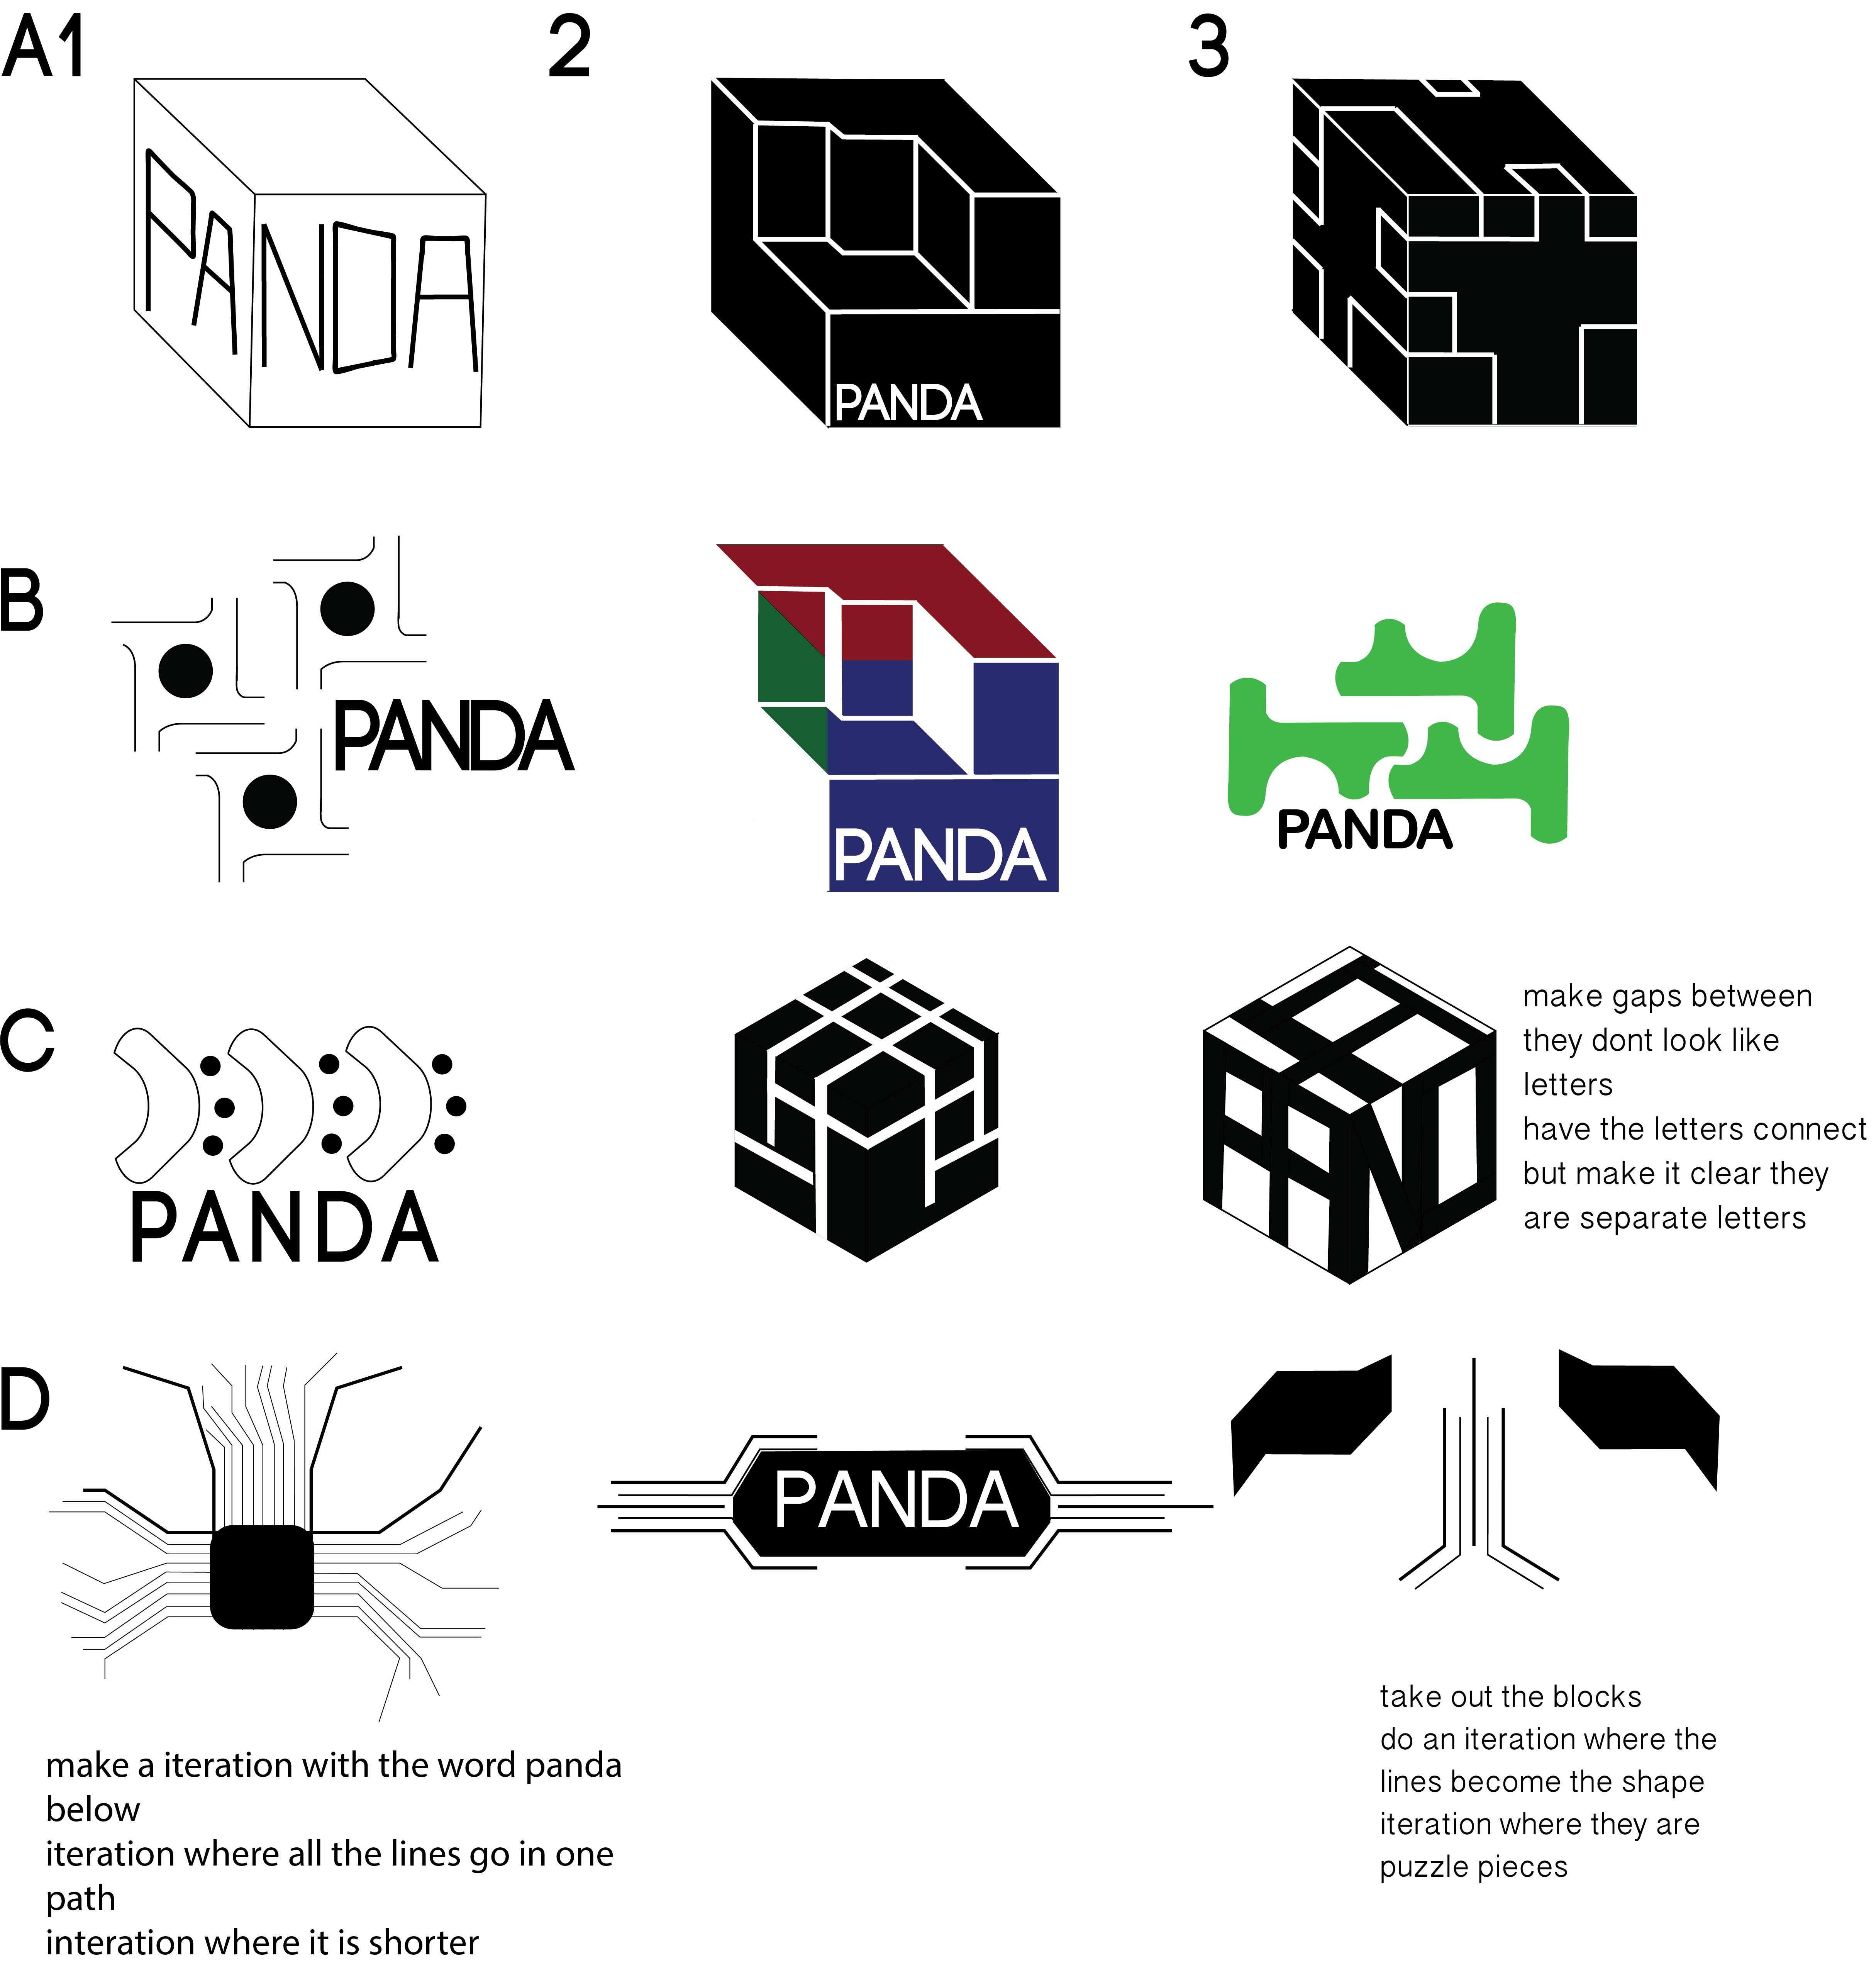 A1
2
3
PANDA
PANDA
B
PANDA
PANDA
PANDA
C
PANDA
PAND
make gaps between
they dont look like
letters
have the letters connect
but make it clear they
are separate letters
D
PANDA
take out the blocks
do an iteration where the
lines become the shape
iteration where they are
puzzle pieces
make a iteration with the word panda
below
iteration where all the lines go in one
path
interation where it is shorter